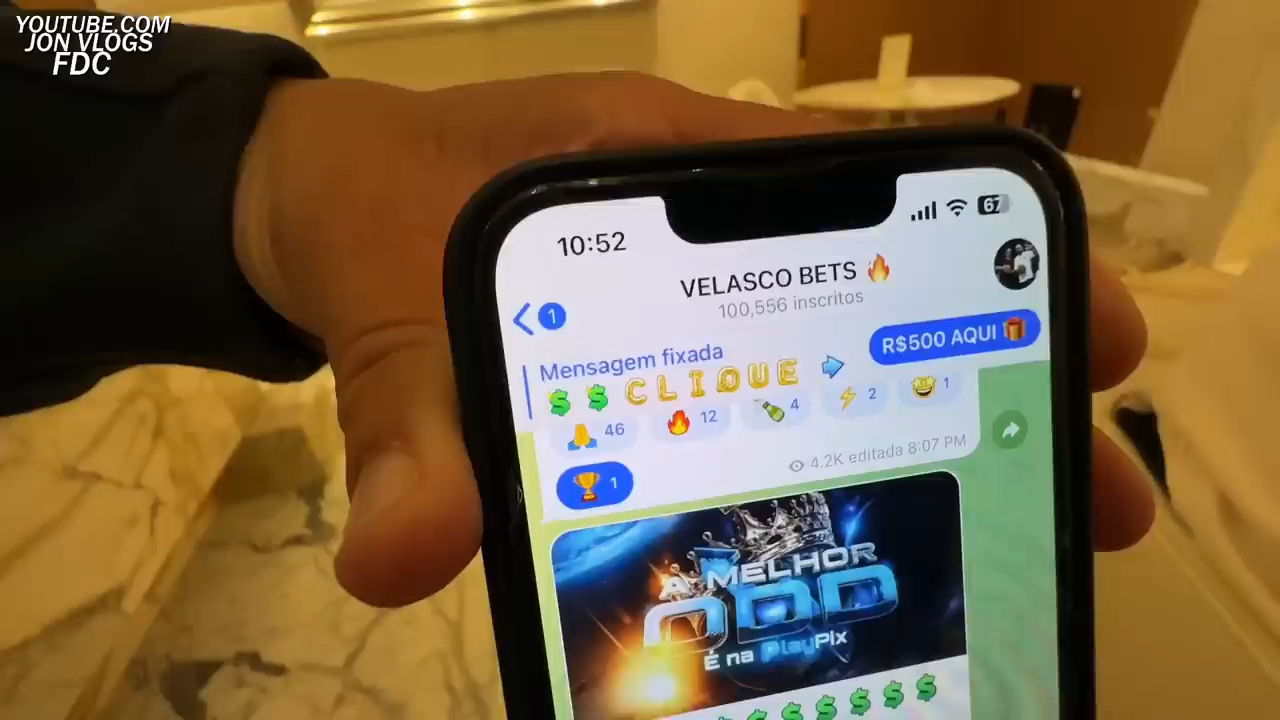 YOUTUBE.COM
JON VLOGS
FDC
10:52
67
VELASCO BETS 🔥
100,556 inscritos
1
Mensagem fixada
💲💲CLIQUE ➡
R$500 AQUI 🎁
🙏 46
🔥 12
🍾 4
⚡ 2
🤩 1
4.2K editada 8:07 PM
🏆 1
A MELHOR
ODD
É na PlayPix
💲💲💲💲💲💲💲